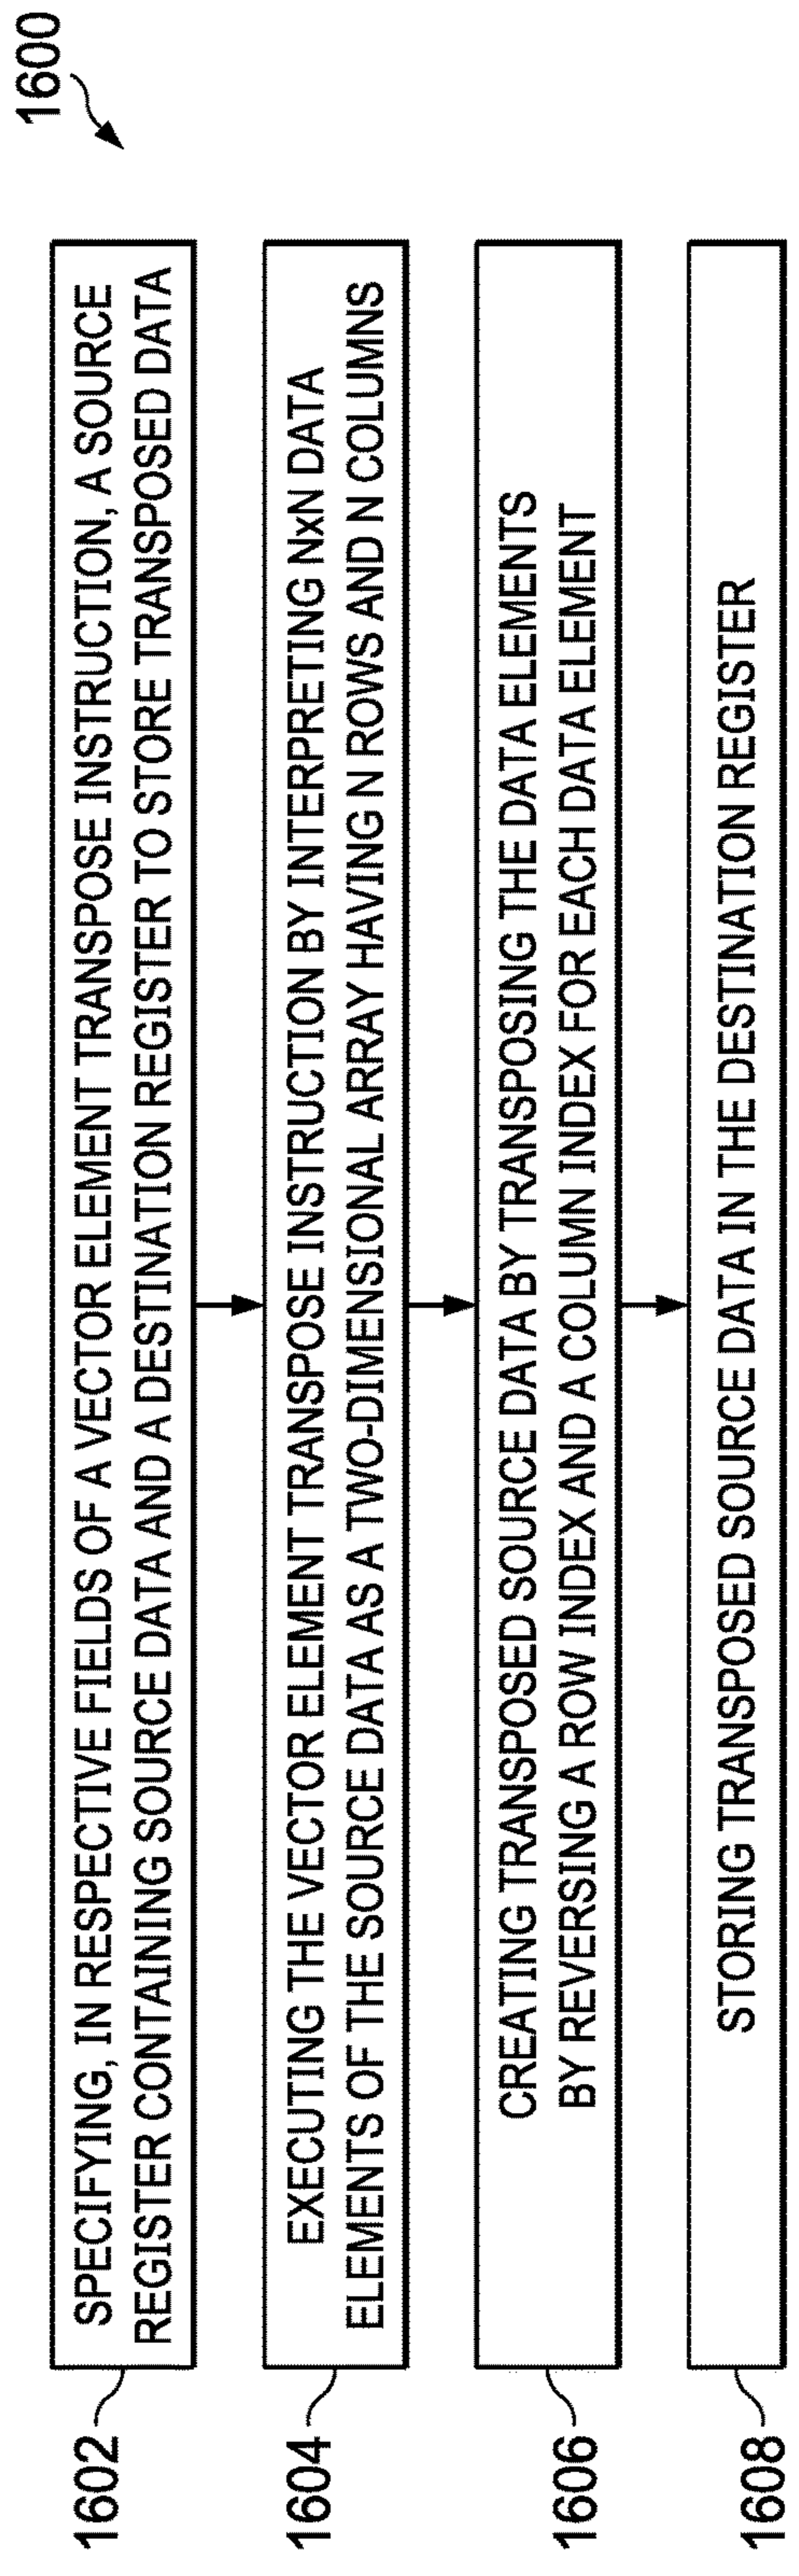 1600
1602
SPECIFYING, IN RESPECTIVE FIELDS OF A VECTOR ELEMENT TRANSPOSE INSTRUCTION, A SOURCE
REGISTER CONTAINING SOURCE DATA AND A DESTINATION REGISTER TO STORE TRANSPOSED DATA
1604
EXECUTING THE VECTOR ELEMENT TRANSPOSE INSTRUCTION BY INTERPRETING NxN DATA
ELEMENTS OF THE SOURCE DATA AS A TWO-DIMENSIONAL ARRAY HAVING N ROWS AND N COLUMNS
1606
CREATING TRANSPOSED SOURCE DATA BY TRANSPOSING THE DATA ELEMENTS
BY REVERSING A ROW INDEX AND A COLUMN INDEX FOR EACH DATA ELEMENT
1608
STORING TRANSPOSED SOURCE DATA IN THE DESTINATION REGISTER